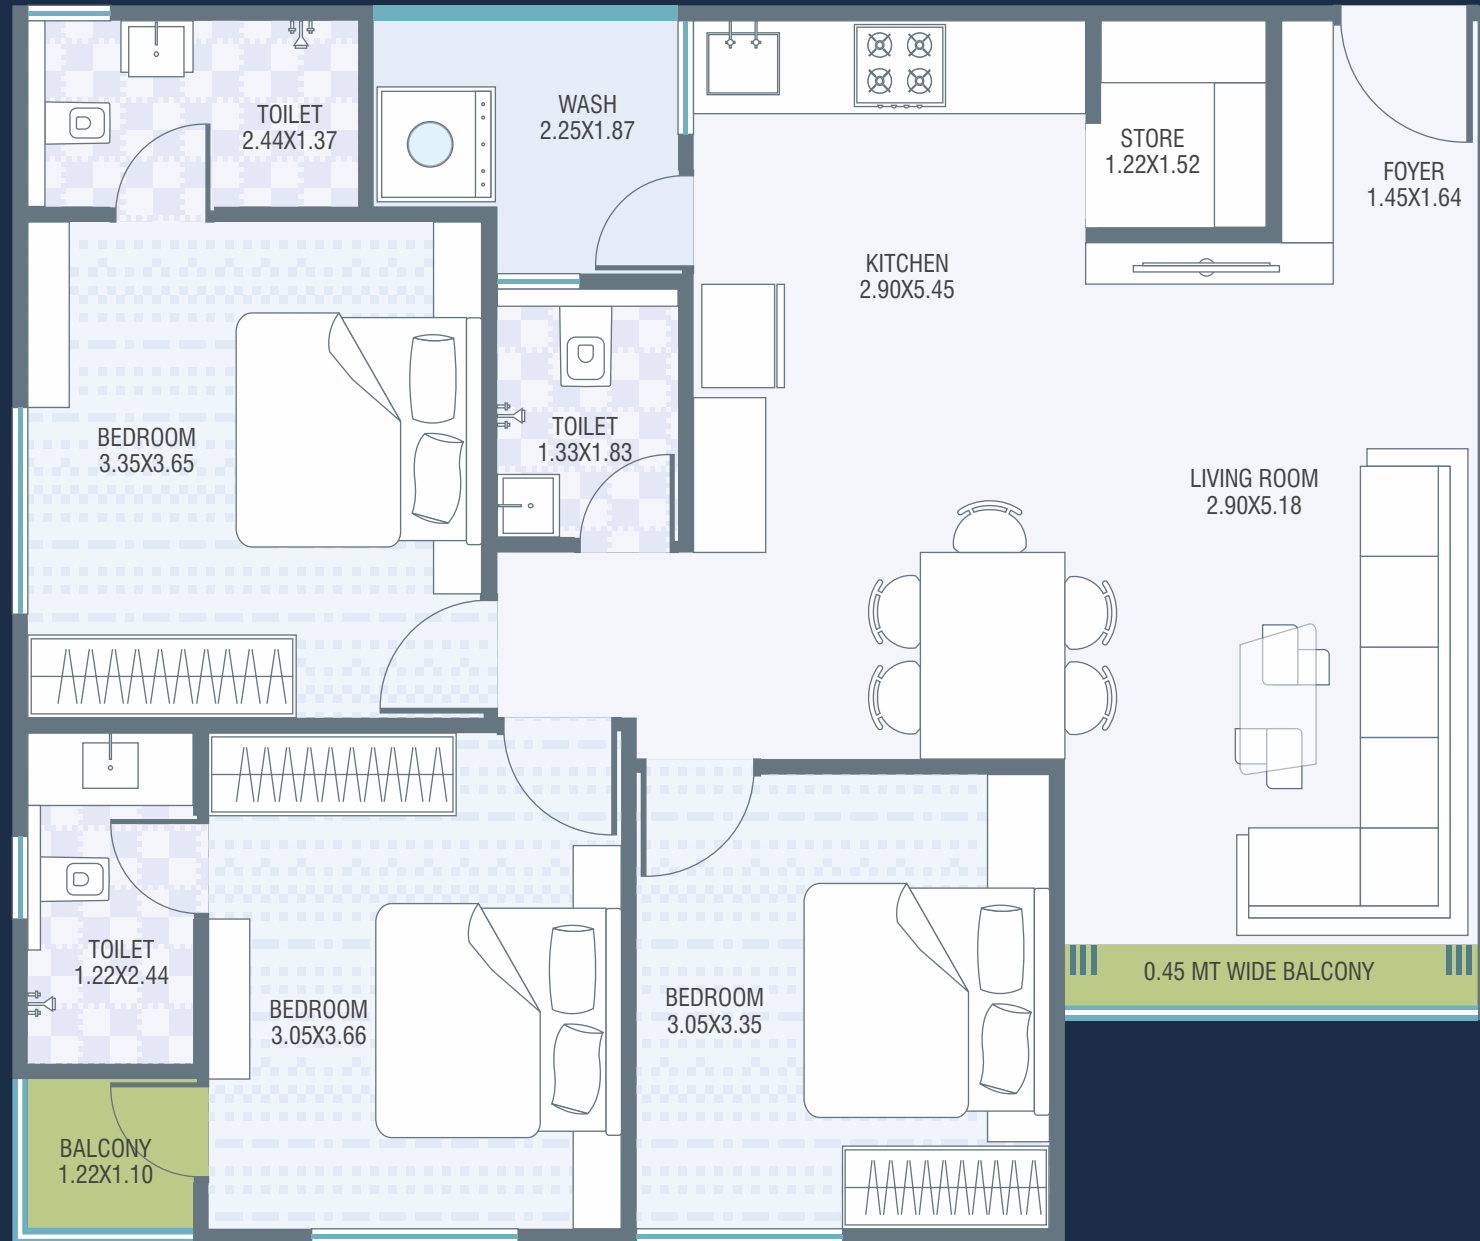 TOILET
2.44X1.37
WASH
2.25X1.87
STORE
1.22X1.52
FOYER
1.45X1.64
KITCHEN
2.90X5.45
BEDROOM
3.35X3.65
TOILET
1.33X1.83
LIVING ROOM
2.90X5.18
TOILET
1.22X2.44
BEDROOM
3.05X3.66
BEDROOM
3.05X3.35
0.45 MT WIDE BALCONY
BALCONY
1.22X1.10